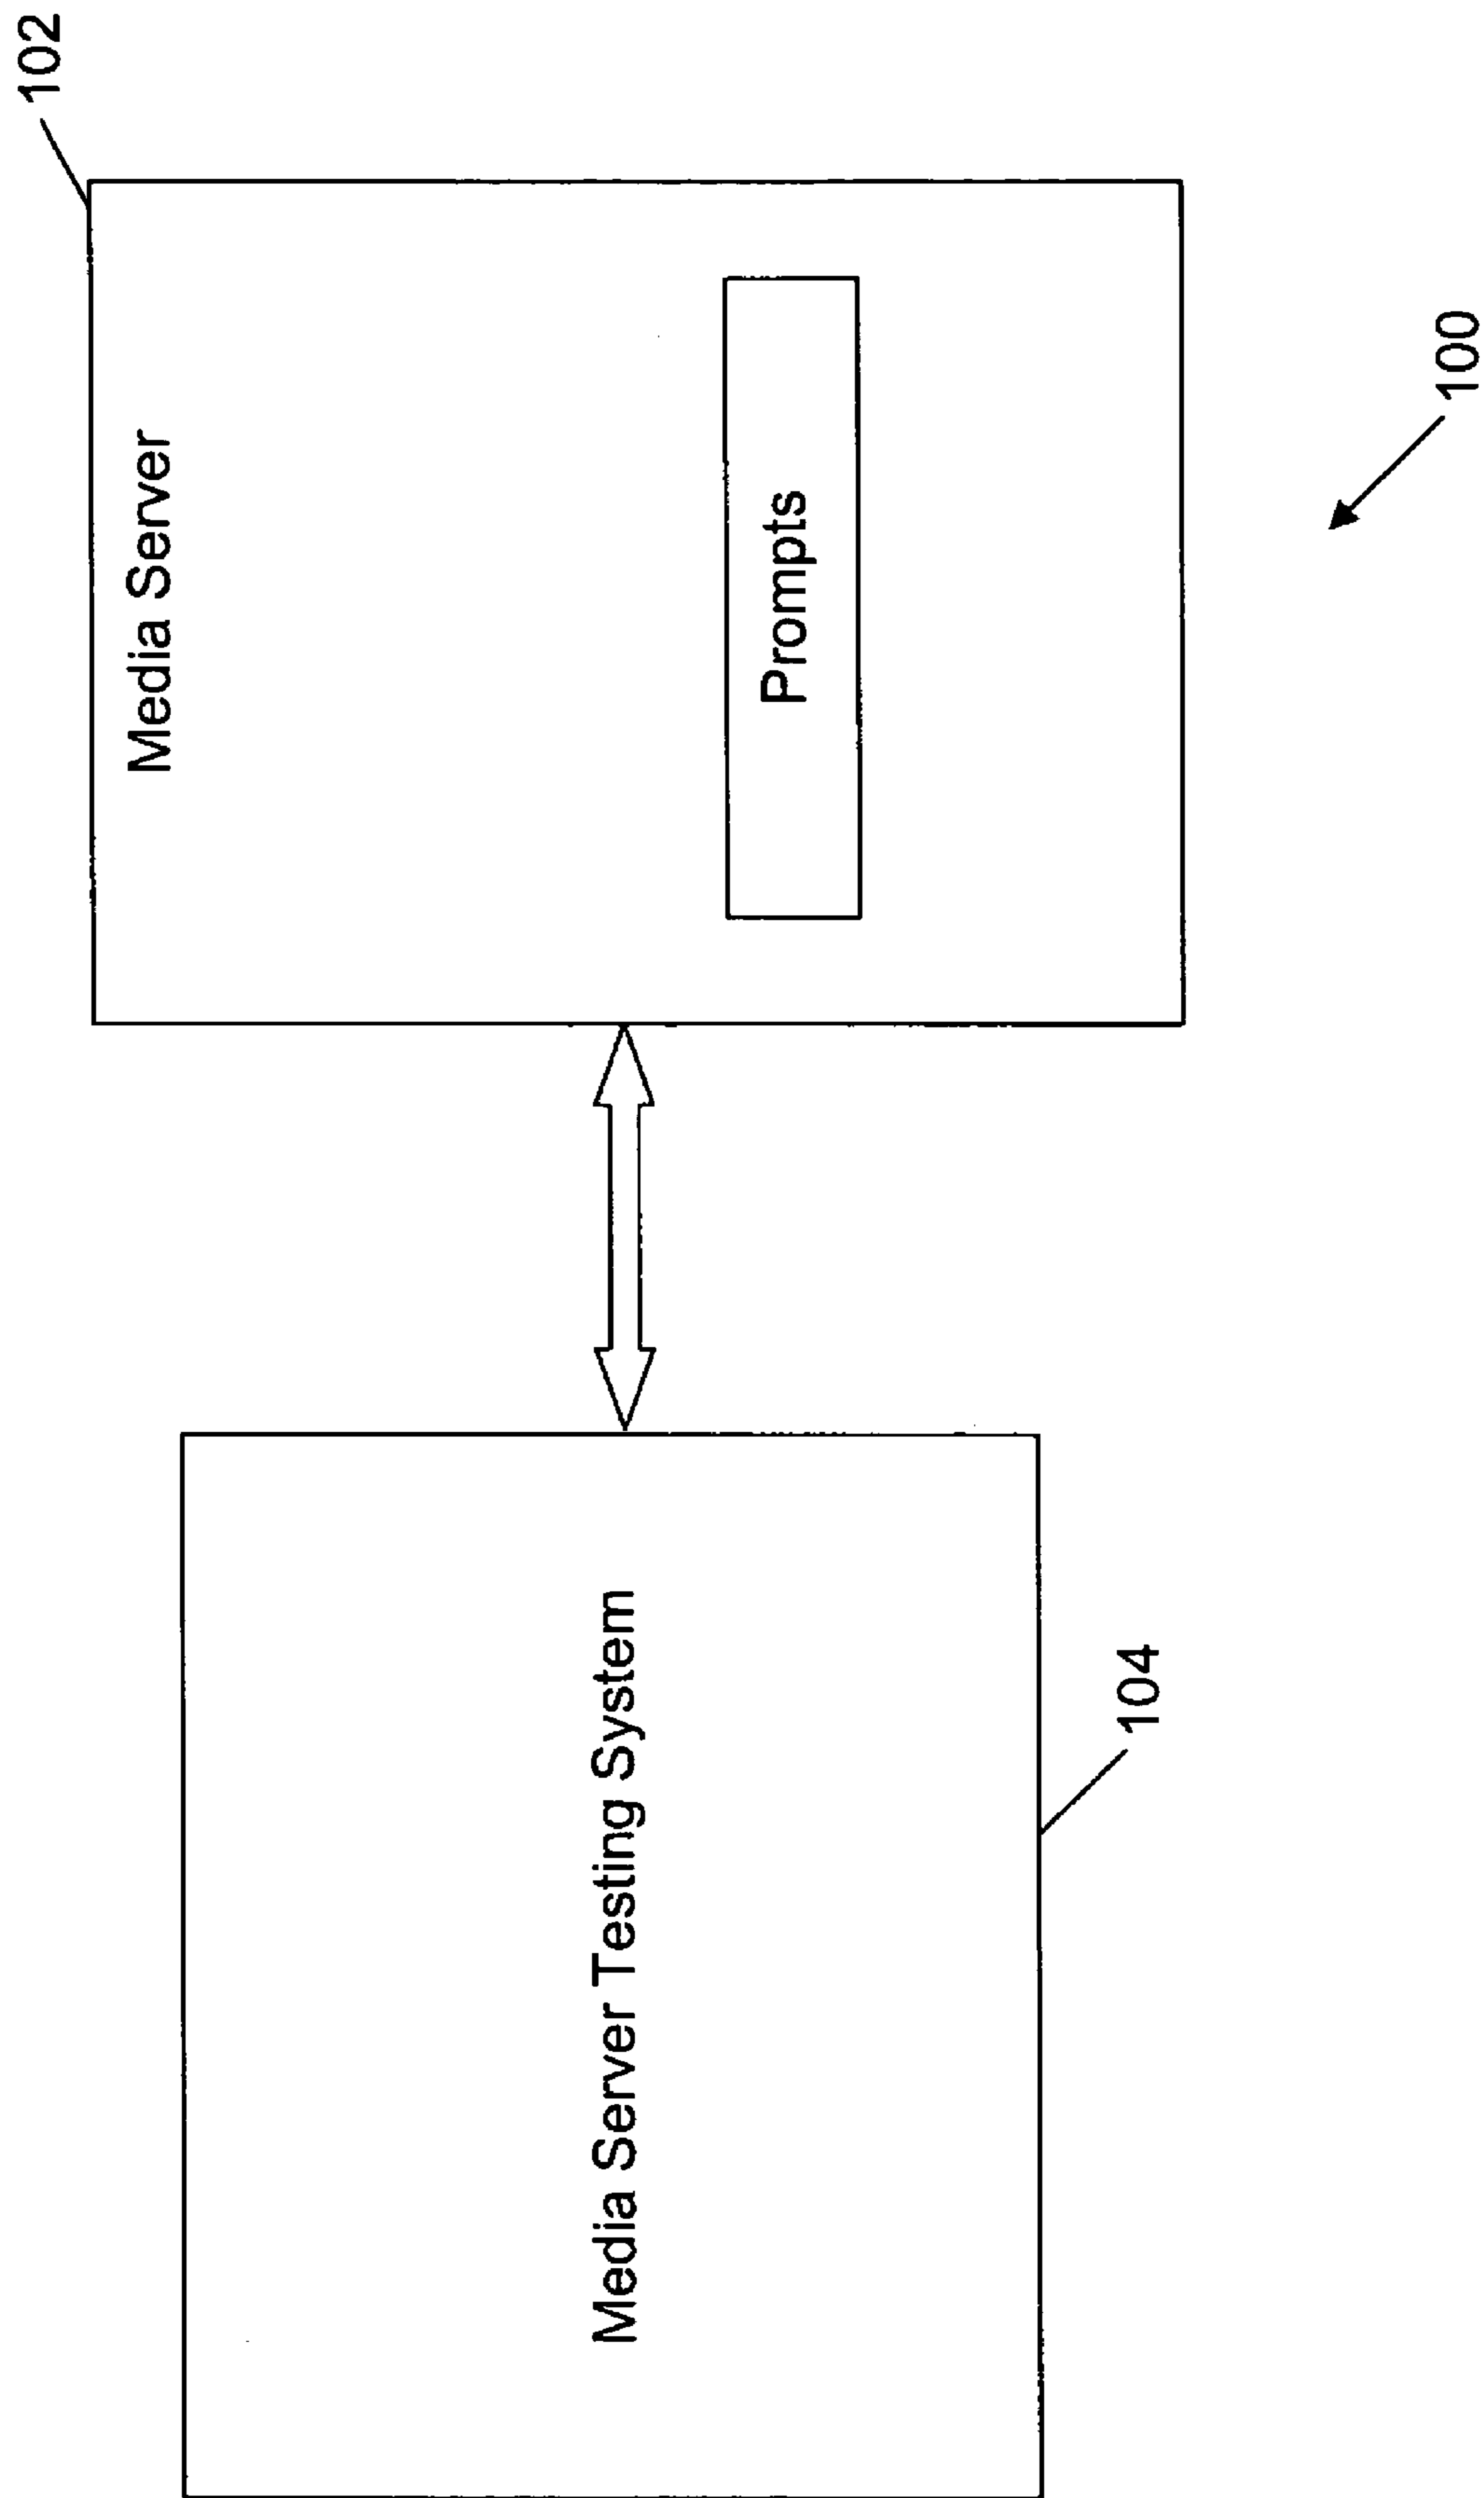 102
Media Server
Prompts
Media Server Testing System
104
100